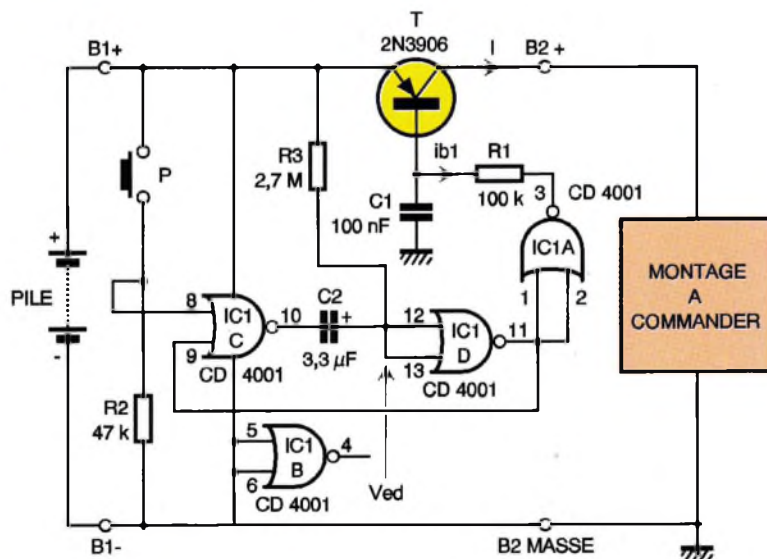 T
2N3906
B1+
I
B2 +
P
R3
2,7 M
ib1
R1
100 k
3
CD 4001
C1
100 nF
IC1A
1
2
MONTAGE
A
COMMANDER
+
PILE
-
8
IC1
C
9
10
CD 4001
C2
+
3,3 µF
12
IC1
D
13
11
CD 4001
R2
47 k
5
IC1
B
6
4
CD 4001
Ved
B1-
B2 MASSE